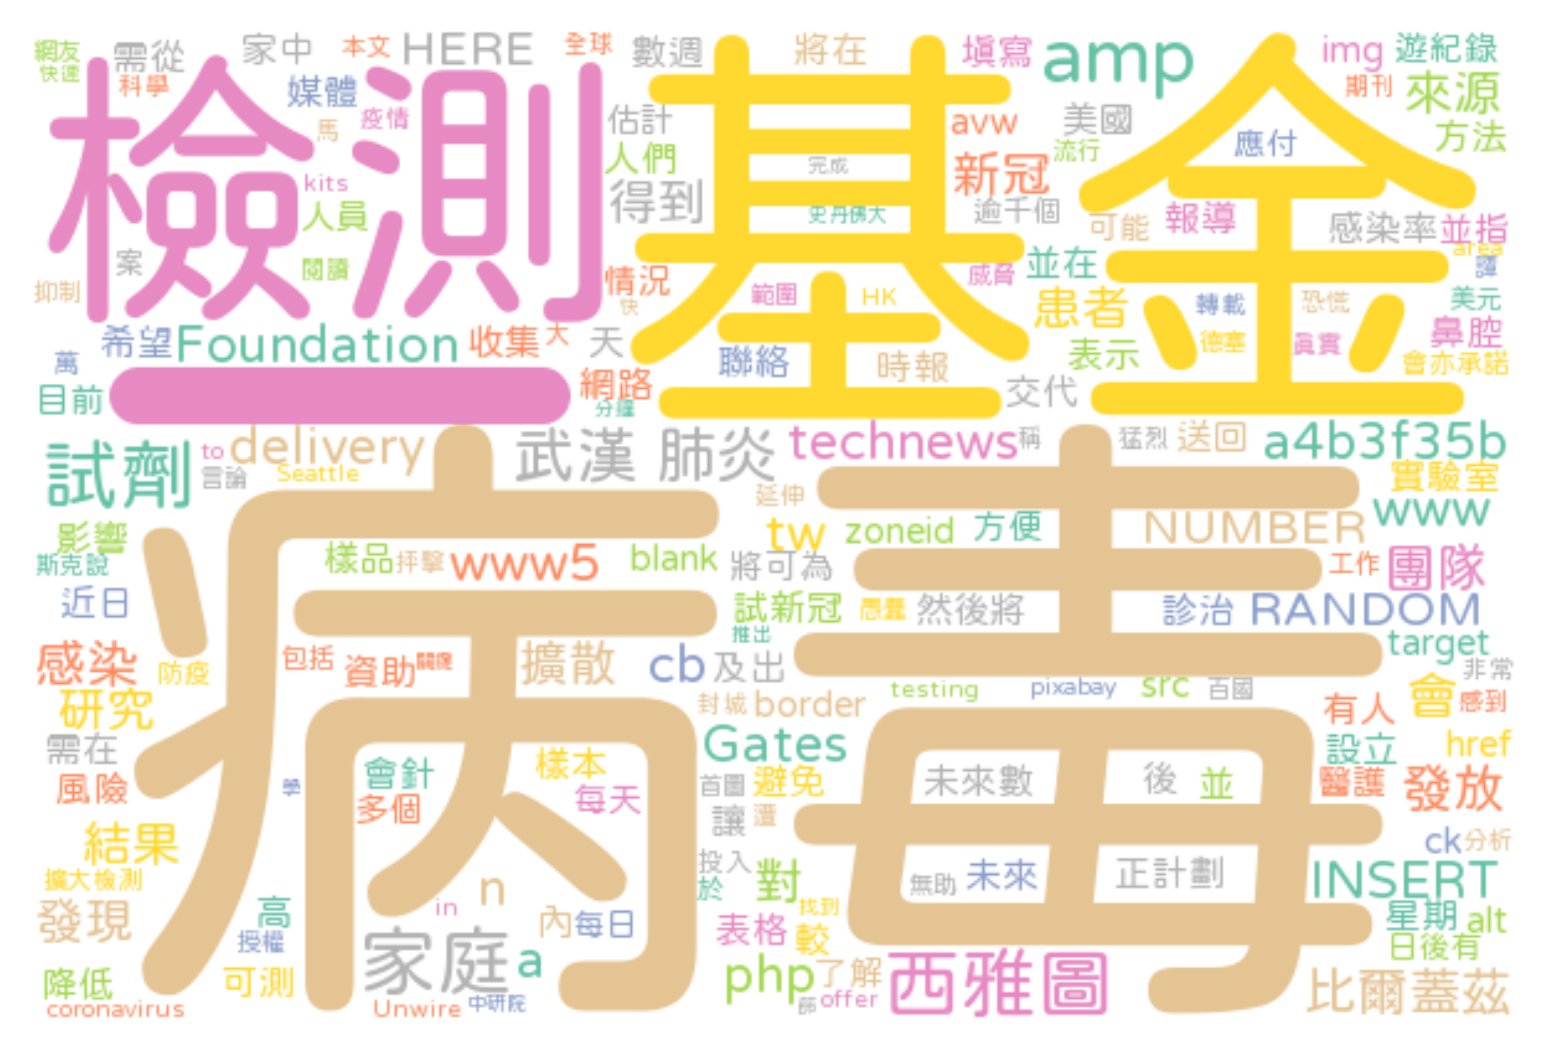 網友 需從 家中 本文 HERE 全球 數週 將在 填寫 amp img 遊紀錄
快速 科學 媒體 疫情 估計 avw 美國 期刊 來源
檢測 基金
馬 人們 完成 新冠 流行 應付 方法
kits 人員 得到 史丹佛大 逾千個 可能 報導 感染率 並指
案 閱讀 情況 範圍 HK 威脅 並在 area 譚
抑制 快 患者 轉載 恐慌 美元
萬 希望 Foundation 收集 大 天 聯絡 時報 表示 德塞 真實 鼻腔 會亦承諾
目前 網路 分鐘 交代
一
試劑 to delivery 武漢 肺炎 technews 稱 猛烈 送回 a4b3f35b
言論 Seattle 延伸 實驗室
病毒
影響 樣品 抨擊 www5 blank tw zoneid 方便 NUMBER www
斯克說 將可為 工作 團隊
近日 試新冠 愚蠢 然後將 診治 RANDOM
感染 防疫 包括 資助 擴散 cb 推出 及出 target 非常
研究 封城 border testing pixabay src 百國 有人 會 感到
需在 Gates 設立 href
風險 會針 樣本 首圖 避免 未來數 後 並 醫護 發放
多個 每天 讓 還
結果 投入 ck 分析
擴大檢測 於 對 無助 未來 正計劃 INSERT
發現 高 in n 內 每日 表格 找到 較 星期 alt
授權 家庭 a 日後有
降低 可測 php 了解 西雅圖 比爾蓋茲
coronavirus Unwire 中研院 offer